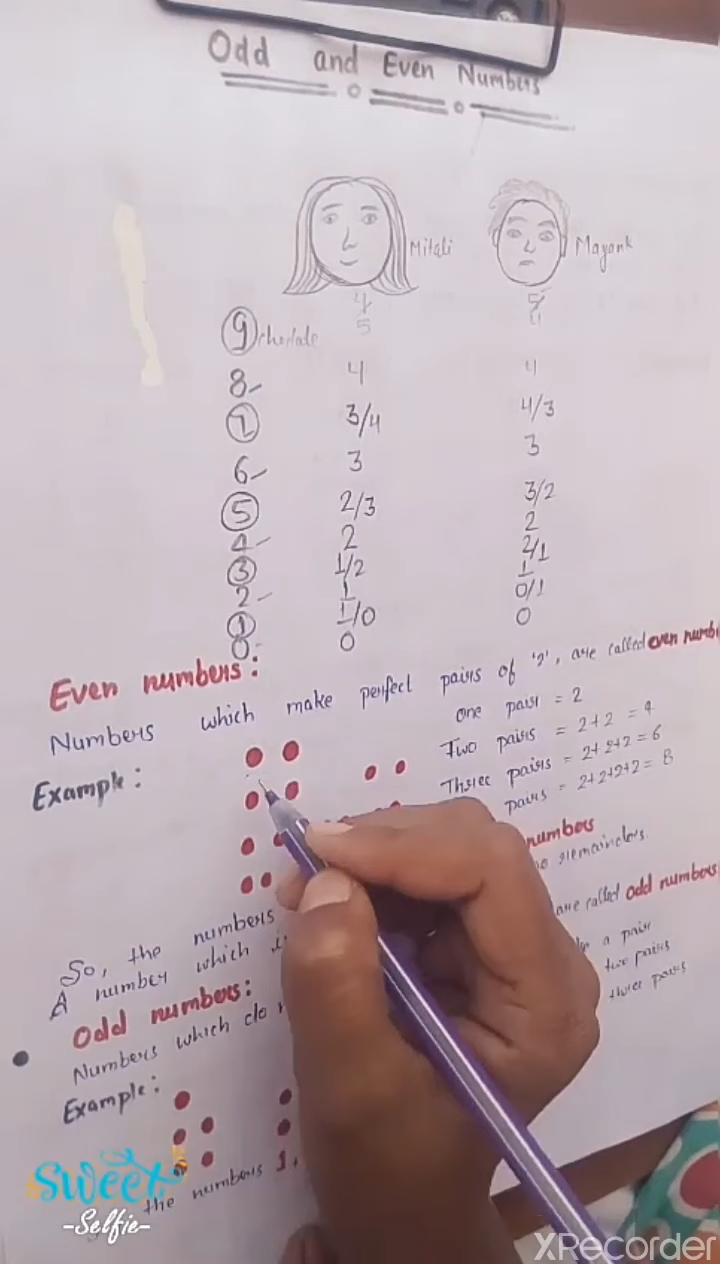 Odd and Even Numbers
Mitali Mayank
4 5
5 4
9
8 4 4
7 3/4 4/3
6 3 3
5 2/3 3/2
4 2 2
3 1/2 2/1
2 1 1
1 1/0 0/1
0 0 0
Even numbers:
Numbers which make perfect pairs of '2', are called even numbe
Example:
one pair = 2
Two pairs = 2+2 = 4
Three pairs = 2+2+2 = 6
pairs = 2+2+2+2 = 8
So, the numbers numbers
A number which no remainders.
Odd numbers:
Numbers which do are called odd numbers
Example:
a pair
two pairs
three pairs
the numbers 1,
Sweet
-Selfie-
XRecorder